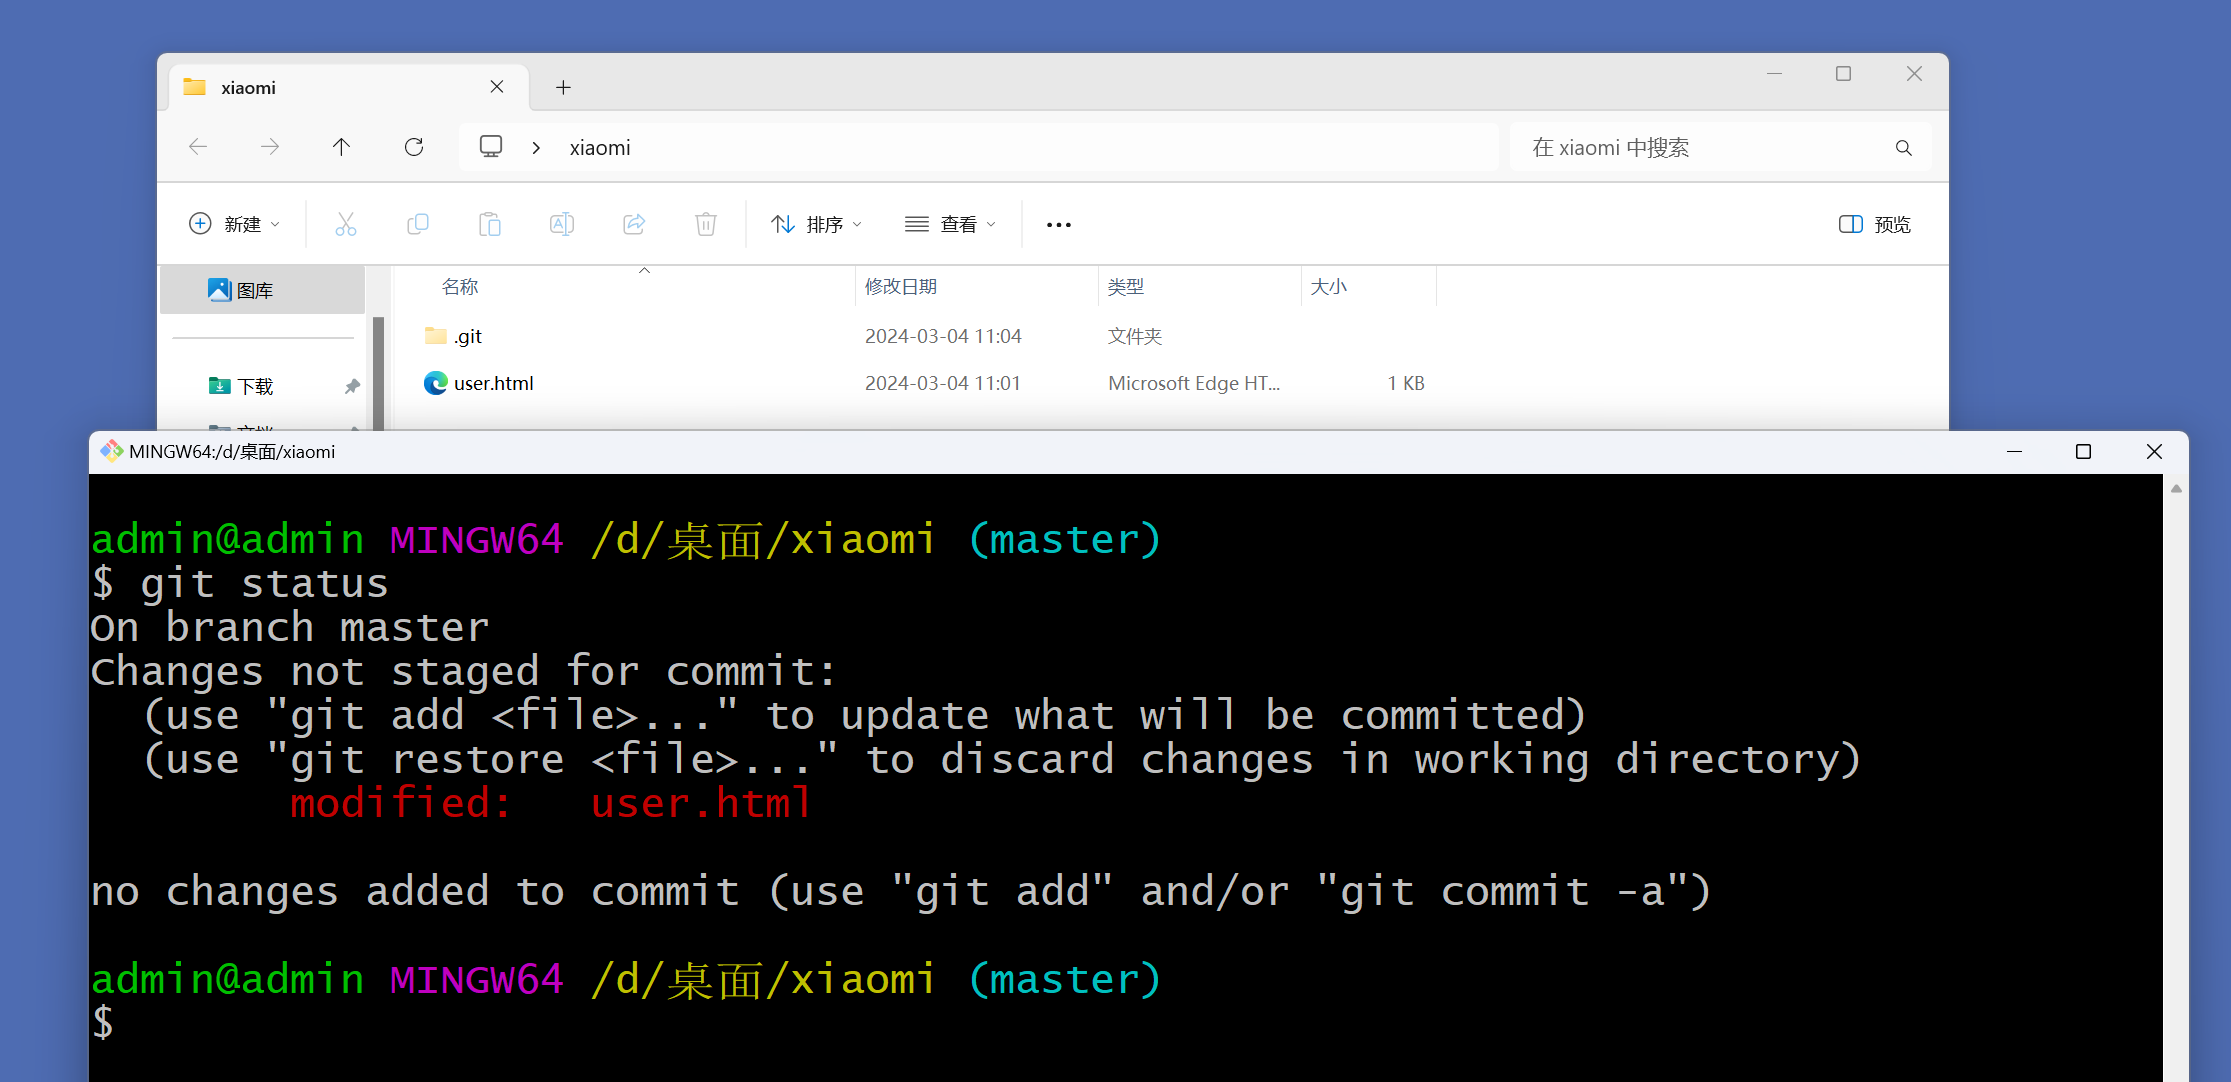 xiaomi
xiaomi
在 xiaomi 中搜索
新建
排序
查看
预览
图库
名称
修改日期
类型
大小
.git
2024-03-04 11:04
文件夹
下载
user.html
2024-03-04 11:01
Microsoft Edge HT...
1 KB
MINGW64:/d/桌面/xiaomi
admin@admin MINGW64 /d/桌面/xiaomi (master)
$ git status
On branch master
Changes not staged for commit:
  (use "git add <file>..." to update what will be committed)
  (use "git restore <file>..." to discard changes in working directory)
        modified:   user.html
no changes added to commit (use "git add" and/or "git commit -a")
admin@admin MINGW64 /d/桌面/xiaomi (master)
$